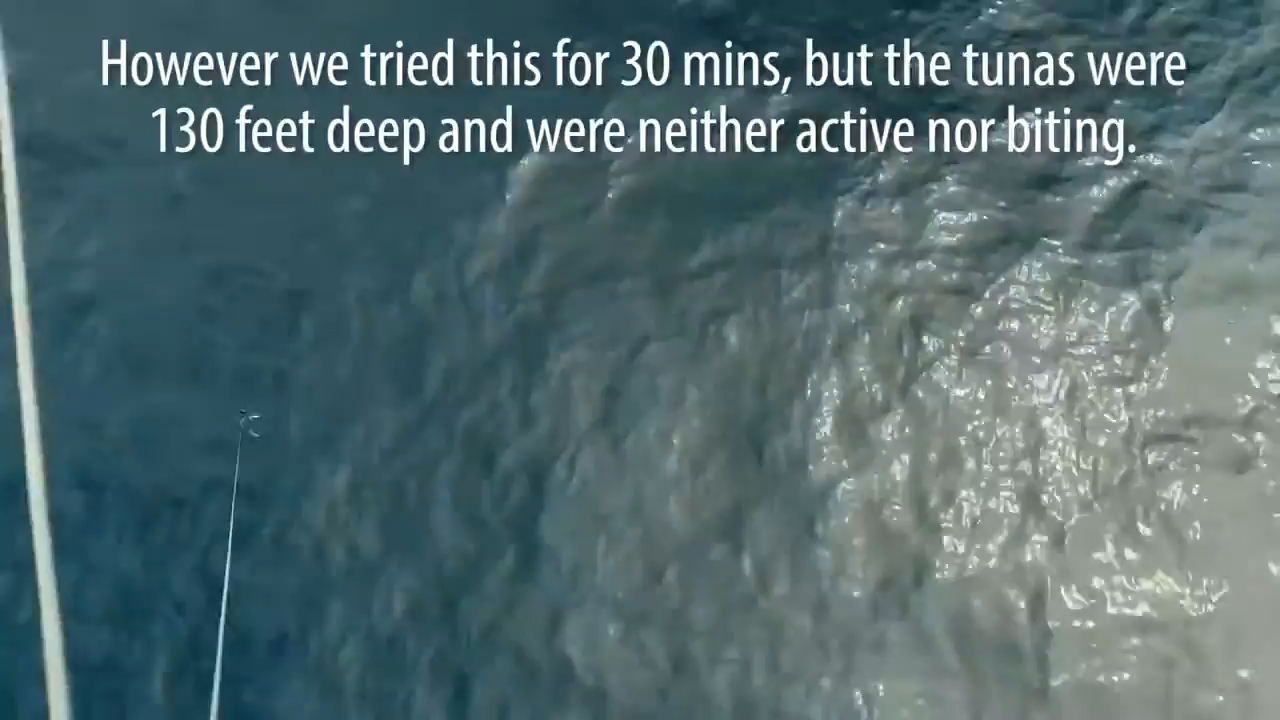 However we tried this for 30 mins, but the tunas were
130 feet deep and were neither active nor biting.